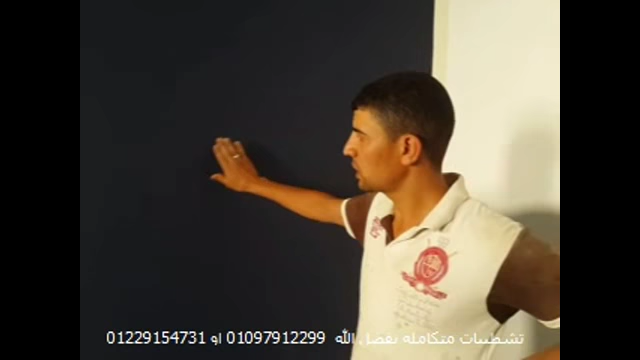 تشطيبات متكامله بفضل الله 01097912299 او 01229154731